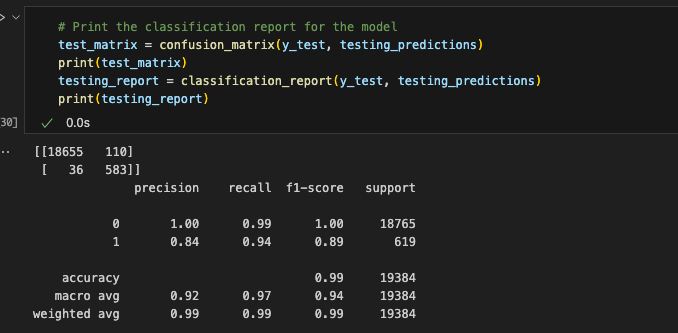 # Print the classification report for the model
test_matrix = confusion_matrix(y_test, testing_predictions)
print(test_matrix)
testing_report = classification_report(y_test, testing_predictions)
print(testing_report)
30] ✓ 0.0s
[[18655   110]
 [   36   583]]
              precision    recall  f1-score   support

           0       1.00      0.99      1.00     18765
           1       0.84      0.94      0.89       619

    accuracy                           0.99     19384
   macro avg       0.92      0.97      0.94     19384
weighted avg       0.99      0.99      0.99     19384